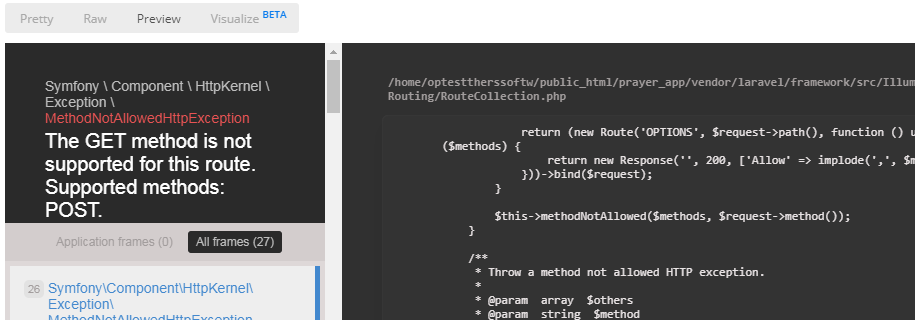 Pretty Raw Preview Visualize BETA
Symfony \ Component \ HttpKernel \
Exception \
MethodNotAllowedHttpException
The GET method is not
supported for this route.
Supported methods:
POST.
Application frames (0) All frames (27)
26 Symfony\Component\HttpKernel\
Exception\
MethodNotAllowedHttpException
/home/optesttherssoftw/public_html/prayer_app/vendor/laravel/framework/src/Illum
Routing/RouteCollection.php
return (new Route('OPTIONS', $request->path(), function () u
($methods) {
return new Response('', 200, ['Allow' => implode(',', $m
}))->bind($request);
}
$this->methodNotAllowed($methods, $request->method());
}
/**
* Throw a method not allowed HTTP exception.
*
* @param array $others
* @param string $method